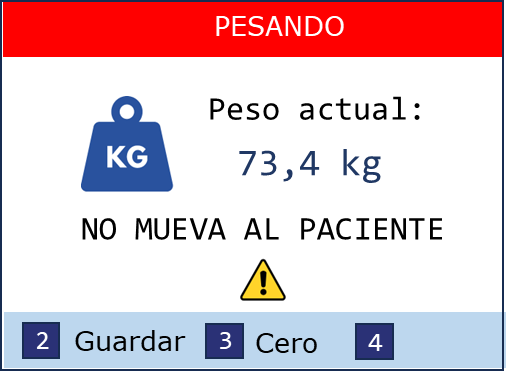 PESANDO
Peso actual:
KG
73,4 kg
NO MUEVA AL PACIENTE
2 Guardar 3 Cero 4